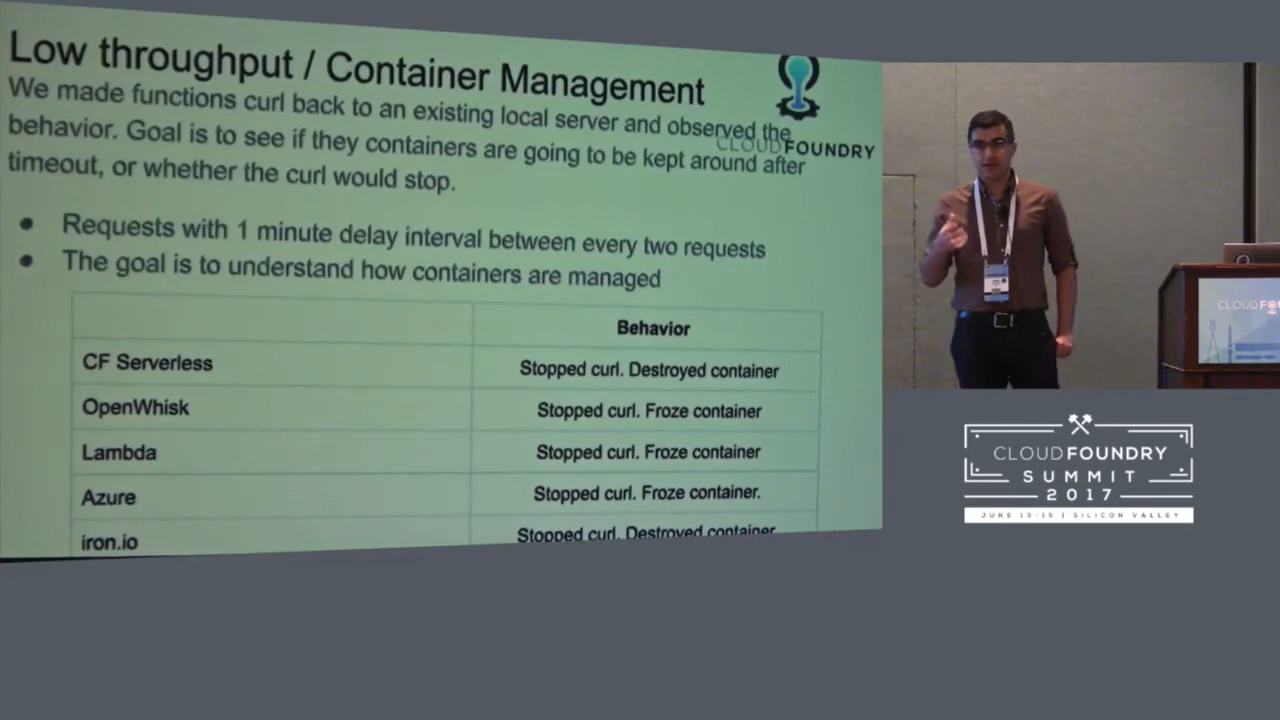 Low throughput / Container Management
We made functions curl back to an existing local server and observed the
behavior. Goal is to see if they containers are going to be kept around after
timeout, or whether the curl would stop.
CLOUDFOUNDRY
● Requests with 1 minute delay interval between every two requests
● The goal is to understand how containers are managed
Behavior
CF Serverless Stopped curl. Destroyed container
OpenWhisk Stopped curl. Froze container
Lambda Stopped curl. Froze container
Azure Stopped curl. Froze container.
iron.io Stopped curl. Destroyed container
CLOUD FO
CLOUDFOUNDRY
SUMMIT
2017
JUNE 13-15 | SILICON VALLEY